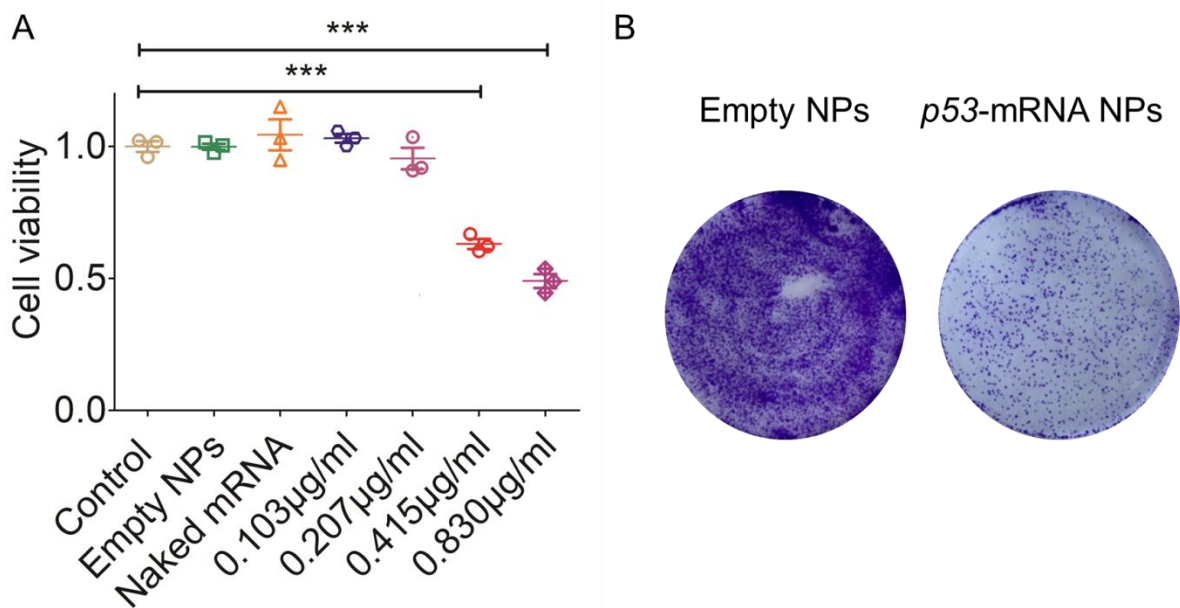 A
***
***
Cell viability
1.0
0.5
0.0
Control
Empty NPs
Naked mRNA
0.103µg/ml
0.207µg/ml
0.415µg/ml
0.830µg/ml
B
Empty NPs
p53-mRNA NPs